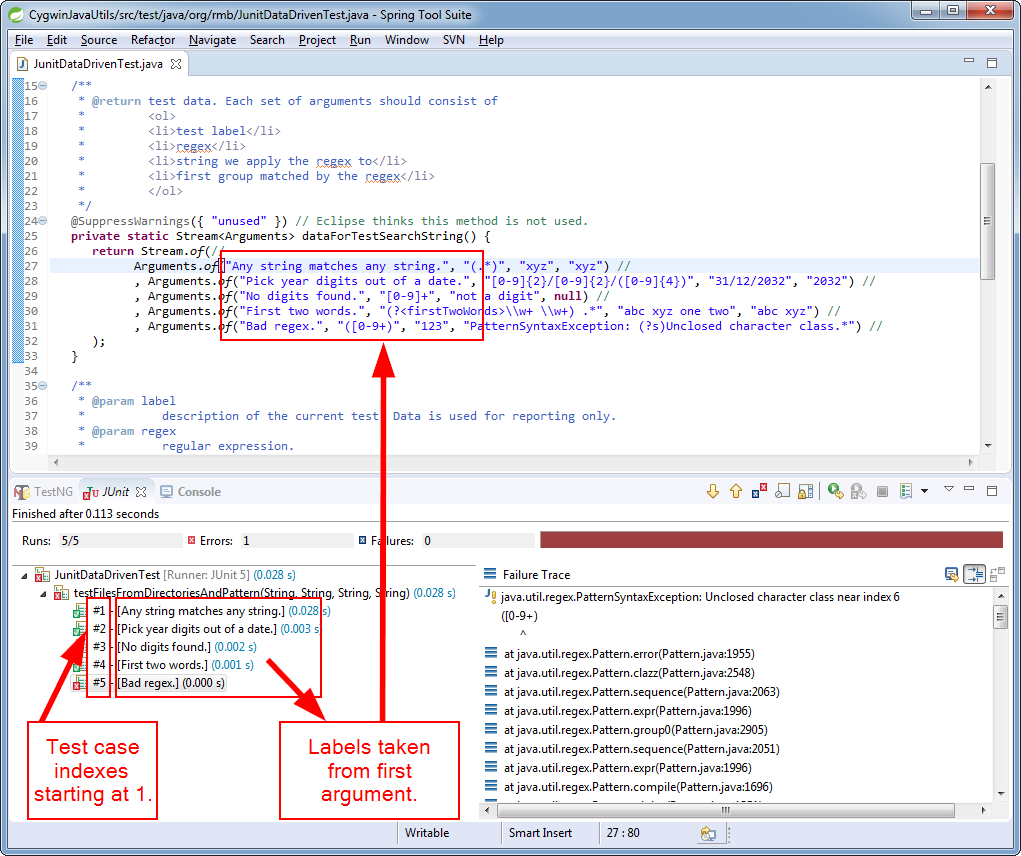 CygwinJavaUtils/src/test/java/org/rmb/JunitDataDrivenTest.java - Spring Tool Suite
File Edit Source Refactor Navigate Search Project Run Window SVN Help
JunitDataDrivenTest.java
15 /**
16 * @return test data. Each set of arguments should consist of
17 * <ol>
18 * <li>test label</li>
19 * <li>regex</li>
20 * <li>string we apply the regex to</li>
21 * <li>first group matched by the regex</li>
22 * </ol>
23 */
24 @SuppressWarnings({ "unused" }) // Eclipse thinks this method is not used.
25 private static Stream<Arguments> dataForTestSearchString() {
26 return Stream.of(//
27 Arguments.of("Any string matches any string.", "(.*)", "xyz", "xyz") //
28 , Arguments.of("Pick year digits out of a date.", "[0-9]{2}/[0-9]{2}/([0-9]{4})", "31/12/2032", "2032") //
29 , Arguments.of("No digits found.", "[0-9]+", "not a digit", null) //
30 , Arguments.of("First two words.", "(?<firstTwoWords>\\w+ \\w+) .*", "abc xyz one two", "abc xyz") //
31 , Arguments.of("Bad regex.", "([0-9+)", "123", "PatternSyntaxException: (?s)Unclosed character class.*") //
32 );
33 }
34
35 /**
36 * @param label
37 * description of the current test. Data is used for reporting only.
38 * @param regex
39 * regular expression.
TestNG JUnit Console
Finished after 0.113 seconds
Runs: 5/5 Errors: 1 Failures: 0
JunitDataDrivenTest [Runner: JUnit 5] (0.028 s)
testFilesFromDirectoriesAndPattern(String, String, String, String) (0.028 s)
#1 - [Any string matches any string.] (0.028 s)
#2 - [Pick year digits out of a date.] (0.003 s)
#3 - [No digits found.] (0.002 s)
#4 - [First two words.] (0.001 s)
#5 - [Bad regex.] (0.000 s)
Test case
indexes
starting at 1.
Labels taken
from first
argument.
Failure Trace
java.util.regex.PatternSyntaxException: Unclosed character class near index 6
([0-9+)
^
at java.util.regex.Pattern.error(Pattern.java:1955)
at java.util.regex.Pattern.clazz(Pattern.java:2548)
at java.util.regex.Pattern.sequence(Pattern.java:2063)
at java.util.regex.Pattern.expr(Pattern.java:1996)
at java.util.regex.Pattern.group0(Pattern.java:2905)
at java.util.regex.Pattern.sequence(Pattern.java:2051)
at java.util.regex.Pattern.expr(Pattern.java:1996)
at java.util.regex.Pattern.compile(Pattern.java:1696)
Writable Smart Insert 27 : 80